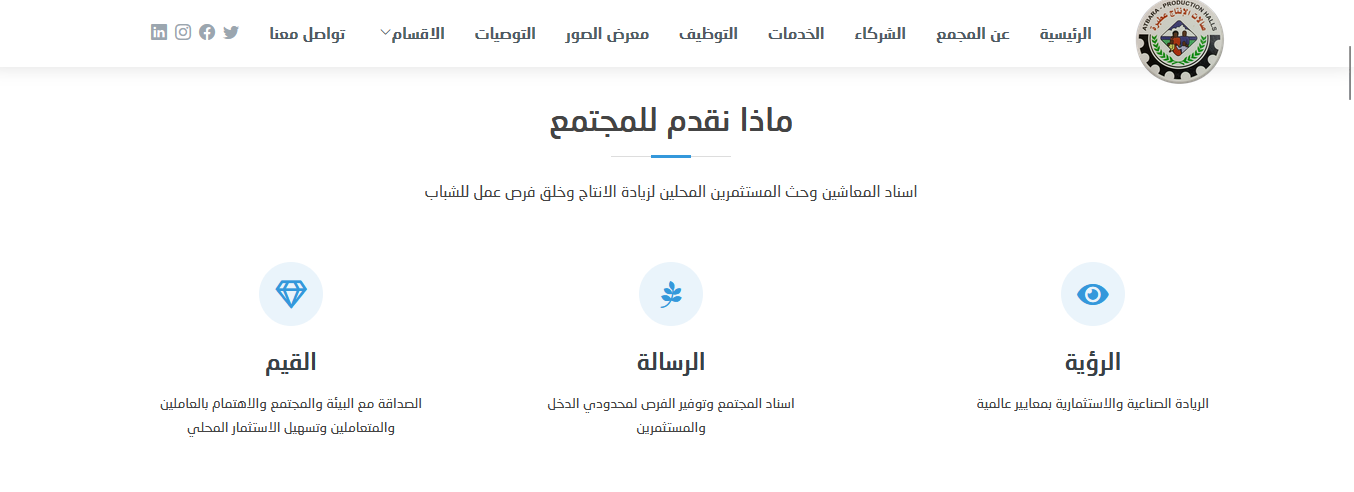 ATBARA - PRODUCTION HALLS
صالات الإنتاج عطبرة
الرئيسية
عن المجمع
الشركاء
الخدمات
التوظيف
معرض الصور
التوصيات
الاقسام
تواصل معنا
ماذا نقدم للمجتمع
اسناد المعاشين وحث المستثمرين المحلين لزيادة الانتاج وخلق فرص عمل للشباب
الرؤية
الريادة الصناعية والاستثمارية بمعايير عالمية
الرسالة
اسناد المجتمع وتوفير الفرص لمحدودي الدخل
والمستثمرين
القيم
الصداقة مع البيئة والمجتمع والاهتمام بالعاملين
والمتعاملين وتسهيل الاستثمار المحلي